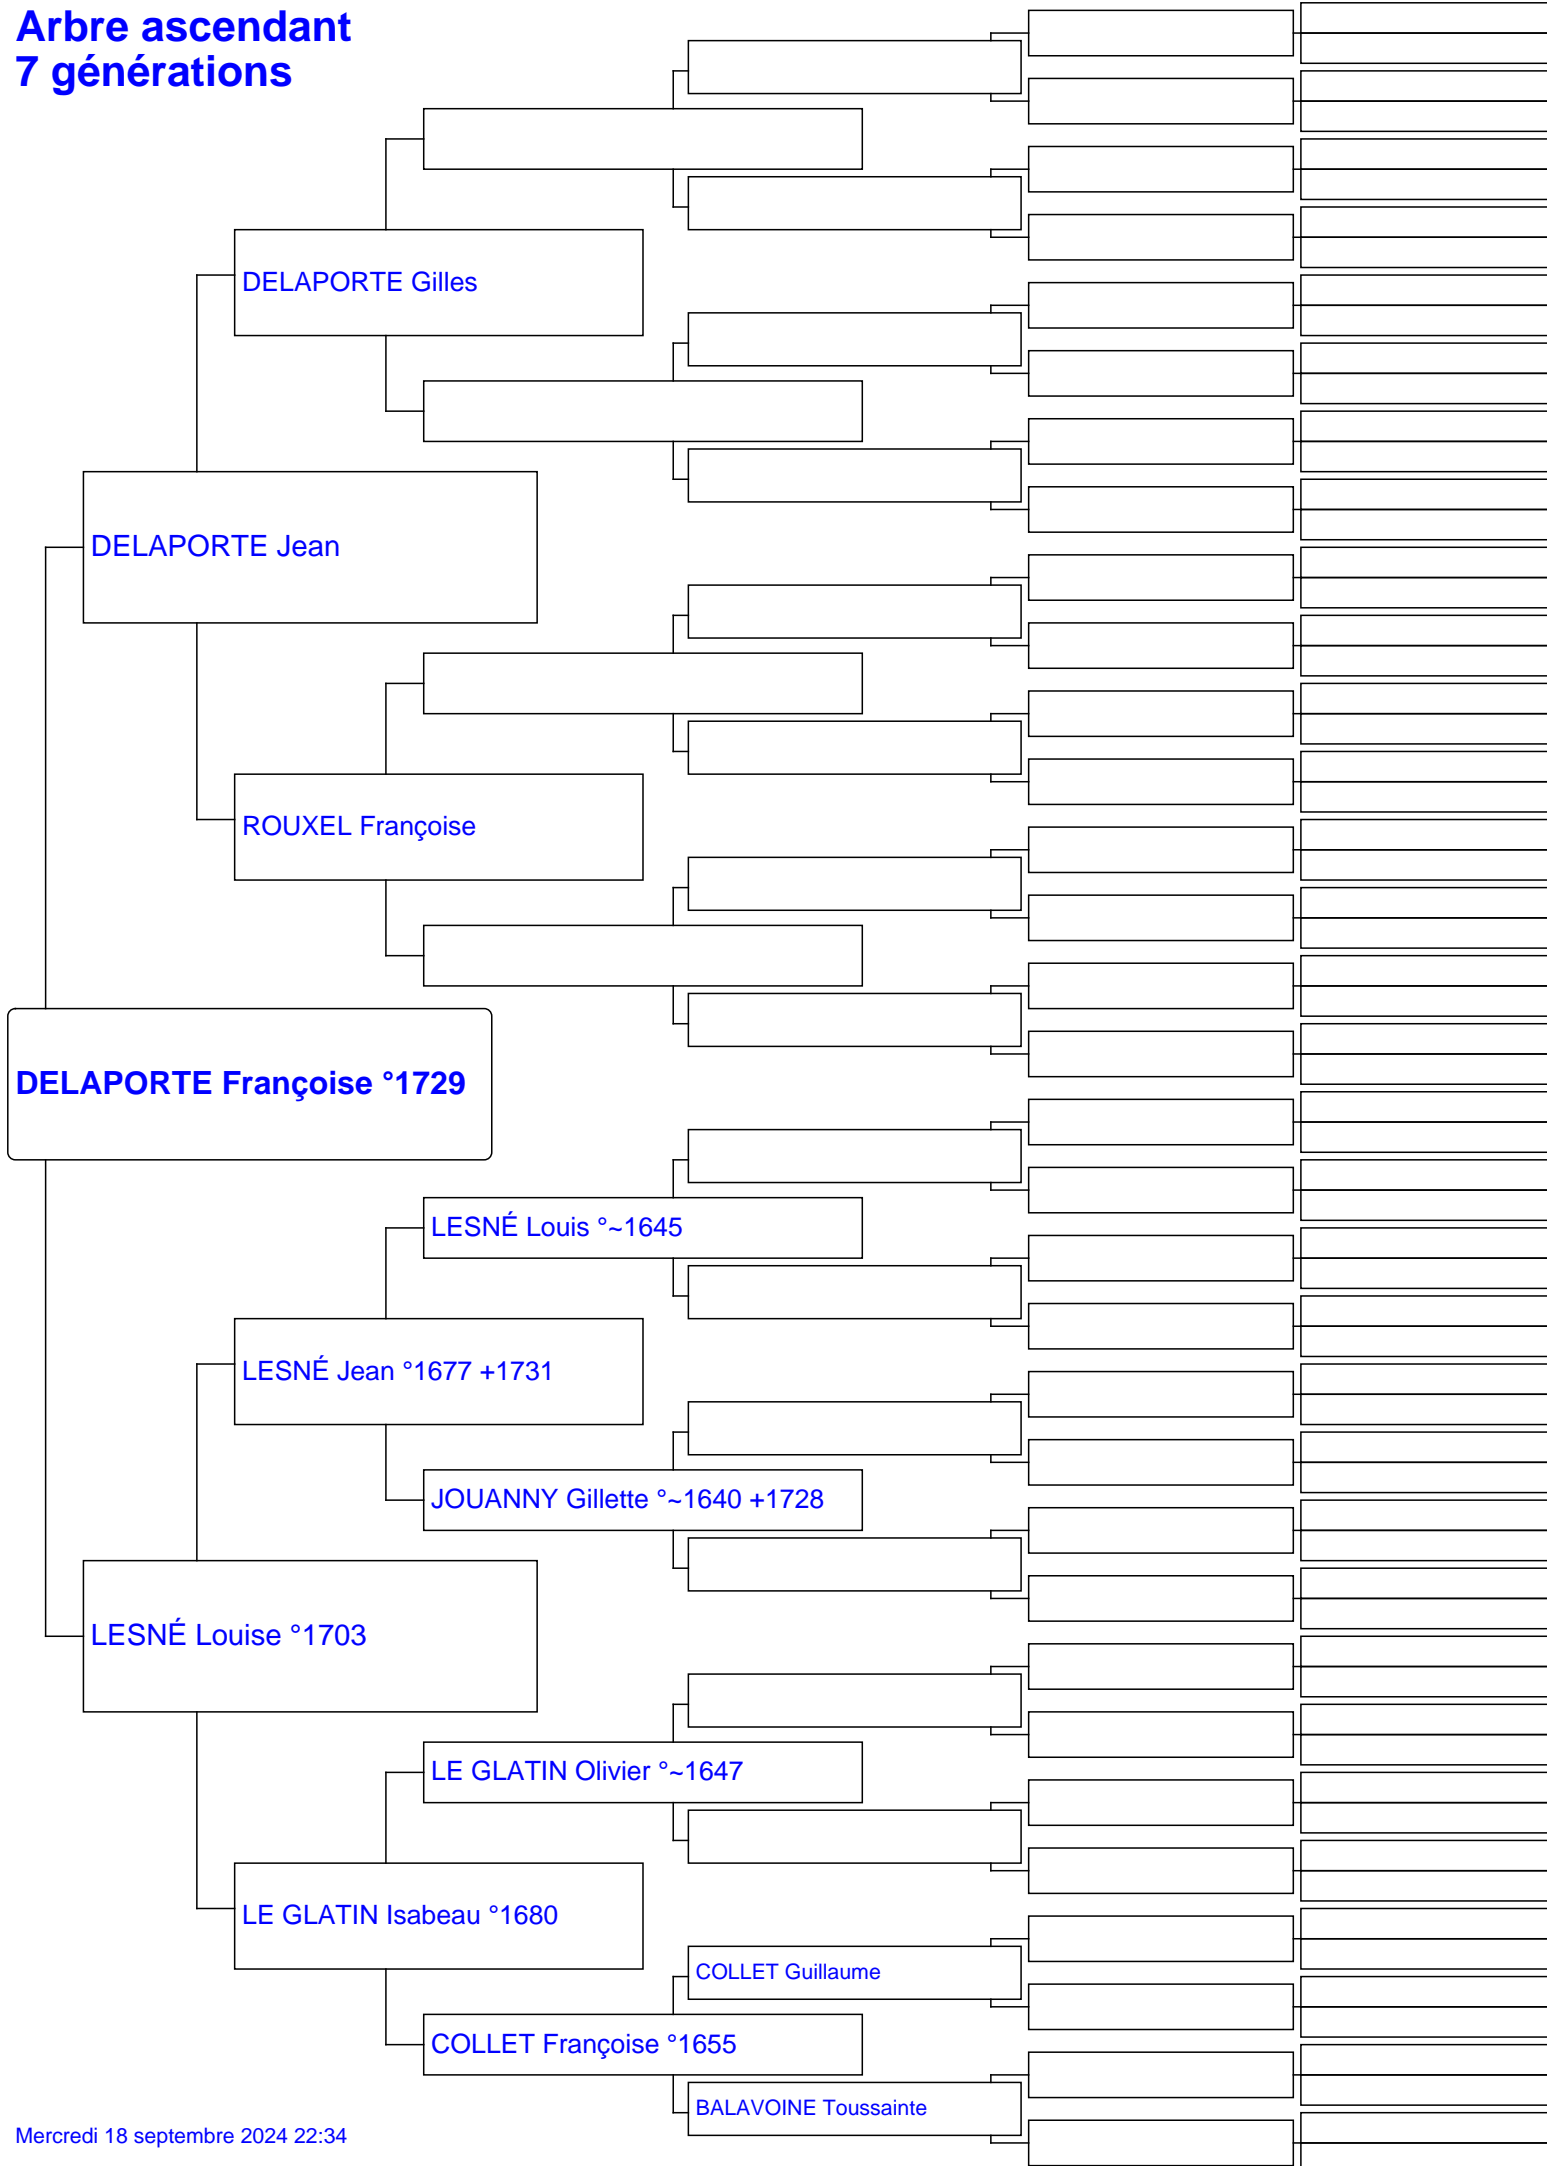 Arbre ascendant
7 générations
DELAPORTE Gilles
DELAPORTE Jean
ROUXEL Françoise
DELAPORTE Françoise °1729
LESNÉ Louis °~1645
LESNÉ Jean °1677 +1731
JOUANNY Gillette °~1640 +1728
LESNÉ Louise °1703
LE GLATIN Olivier °~1647
LE GLATIN Isabeau °1680
COLLET Guillaume
COLLET Françoise °1655
BALAVOINE Toussainte
Mercredi 18 septembre 2024 22:34